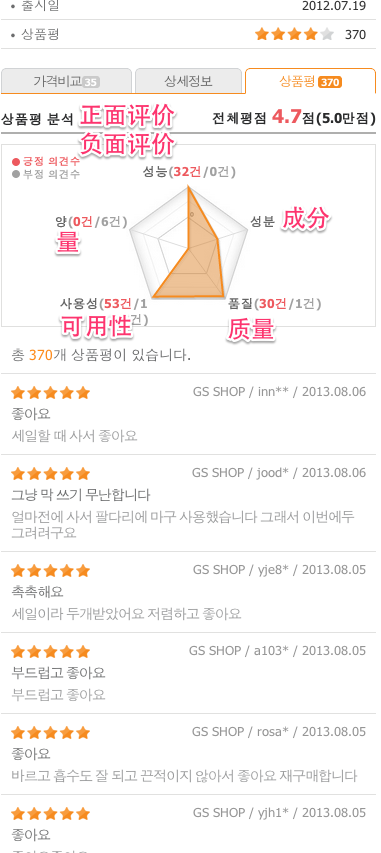 • 출시일 2012.07.19
• 상품평 370
가격비교 35 상세정보 상품평 370
상품평 분석 正面评价 전체평점 4.7점(5.0만점)
负面评价
긍정 의견수
부정 의견수
성능(32건/0건)
양(0건/6건) 성분 成分
量
사용성(53건/1 품질(30건/1건)
건)
可用性 质量
총 370개 상품평이 있습니다.
GS SHOP / inn** / 2013.08.06
좋아요
세일할 때 사서 좋아요
GS SHOP / jood* / 2013.08.06
그냥 막 쓰기 무난합니다
얼마전에 사서 팔다리에 마구 사용했습니다 그래서 이번에두
그려려구요
GS SHOP / yje8* / 2013.08.05
촉촉해요
세일이라 두개받았어요 저렴하고 좋아요
GS SHOP / a103* / 2013.08.05
부드럽고 좋아요
부드럽고 좋아요
GS SHOP / rosa* / 2013.08.05
좋아요
바르고 흡수도 잘 되고 끈적이지 않아서 좋아요 재구매합니다
GS SHOP / yjh1* / 2013.08.05
좋아요